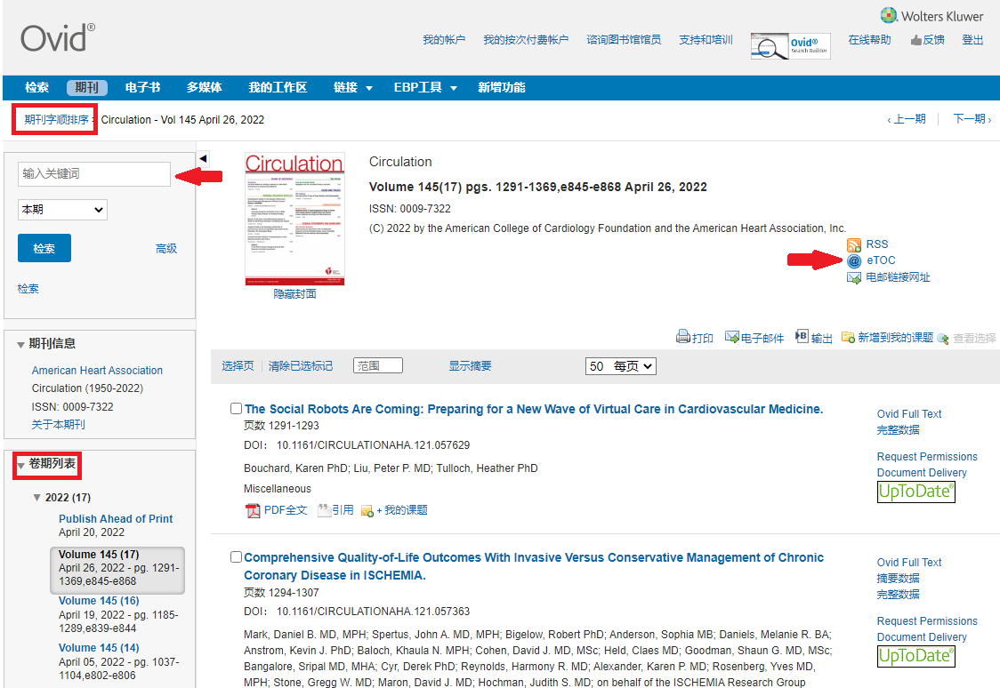 Wolters Kluwer
Ovid®
我的帐户 我的按次付费帐户 谘询图书馆馆员 支持和培训 Ovid® Search Builder 在线帮助 反馈 登出
检索 期刊 电子书 多媒体 我的工作区 链接 EBP工具 新增功能
期刊字顺排序 > Circulation - Vol 145 April 26, 2022 ‹ 上一期 下一期 ›
输入关键词
本期
检索 高级
检索
期刊信息
American Heart Association
Circulation (1950-2022)
ISSN: 0009-7322
关于本期刊
卷期列表
2022 (17)
Publish Ahead of Print
April 20, 2022
Volume 145 (17)
April 26, 2022 - pg. 1291-
1369,e845-e868
Volume 145 (16)
April 19, 2022 - pg. 1185-
1289,e839-e844
Volume 145 (14)
April 05, 2022 - pg. 1037-
1104,e802-e806
Circulation
隐藏封面
Circulation
Volume 145(17) pgs. 1291-1369,e845-e868 April 26, 2022
ISSN: 0009-7322
(C) 2022 by the American College of Cardiology Foundation and the American Heart Association, Inc.
RSS
eTOC
电邮链接网址
打印 电子邮件 输出 新增到我的课题 查看选择
选择页 清除已选标记 范围 显示摘要 50 每页
The Social Robots Are Coming: Preparing for a New Wave of Virtual Care in Cardiovascular Medicine.
页数 1291-1293
DOI: 10.1161/CIRCULATIONAHA.121.057629
Bouchard, Karen PhD; Liu, Peter P. MD; Tulloch, Heather PhD
Miscellaneous
PDF全文 引用 + 我的课题
Ovid Full Text
完整数据
Request Permissions
Document Delivery
UpToDate®
Comprehensive Quality-of-Life Outcomes With Invasive Versus Conservative Management of Chronic
Coronary Disease in ISCHEMIA.
页数 1294-1307
DOI: 10.1161/CIRCULATIONAHA.121.057363
Mark, Daniel B. MD, MPH; Spertus, John A. MD, MPH; Bigelow, Robert PhD; Anderson, Sophia MB; Daniels, Melanie R. BA;
Anstrom, Kevin J. PhD; Baloch, Khaula N. MPH; Cohen, David J. MD, MSc; Held, Claes MD; Goodman, Shaun G. MD, MSc;
Bangalore, Sripal MD, MHA; Cyr, Derek PhD; Reynolds, Harmony R. MD; Alexander, Karen P. MD; Rosenberg, Yves MD,
MPH; Stone, Gregg W. MD; Maron, David J. MD; Hochman, Judith S. MD; on behalf of the ISCHEMIA Research Group
Ovid Full Text
摘要数据
完整数据
Request Permissions
Document Delivery
UpToDate®